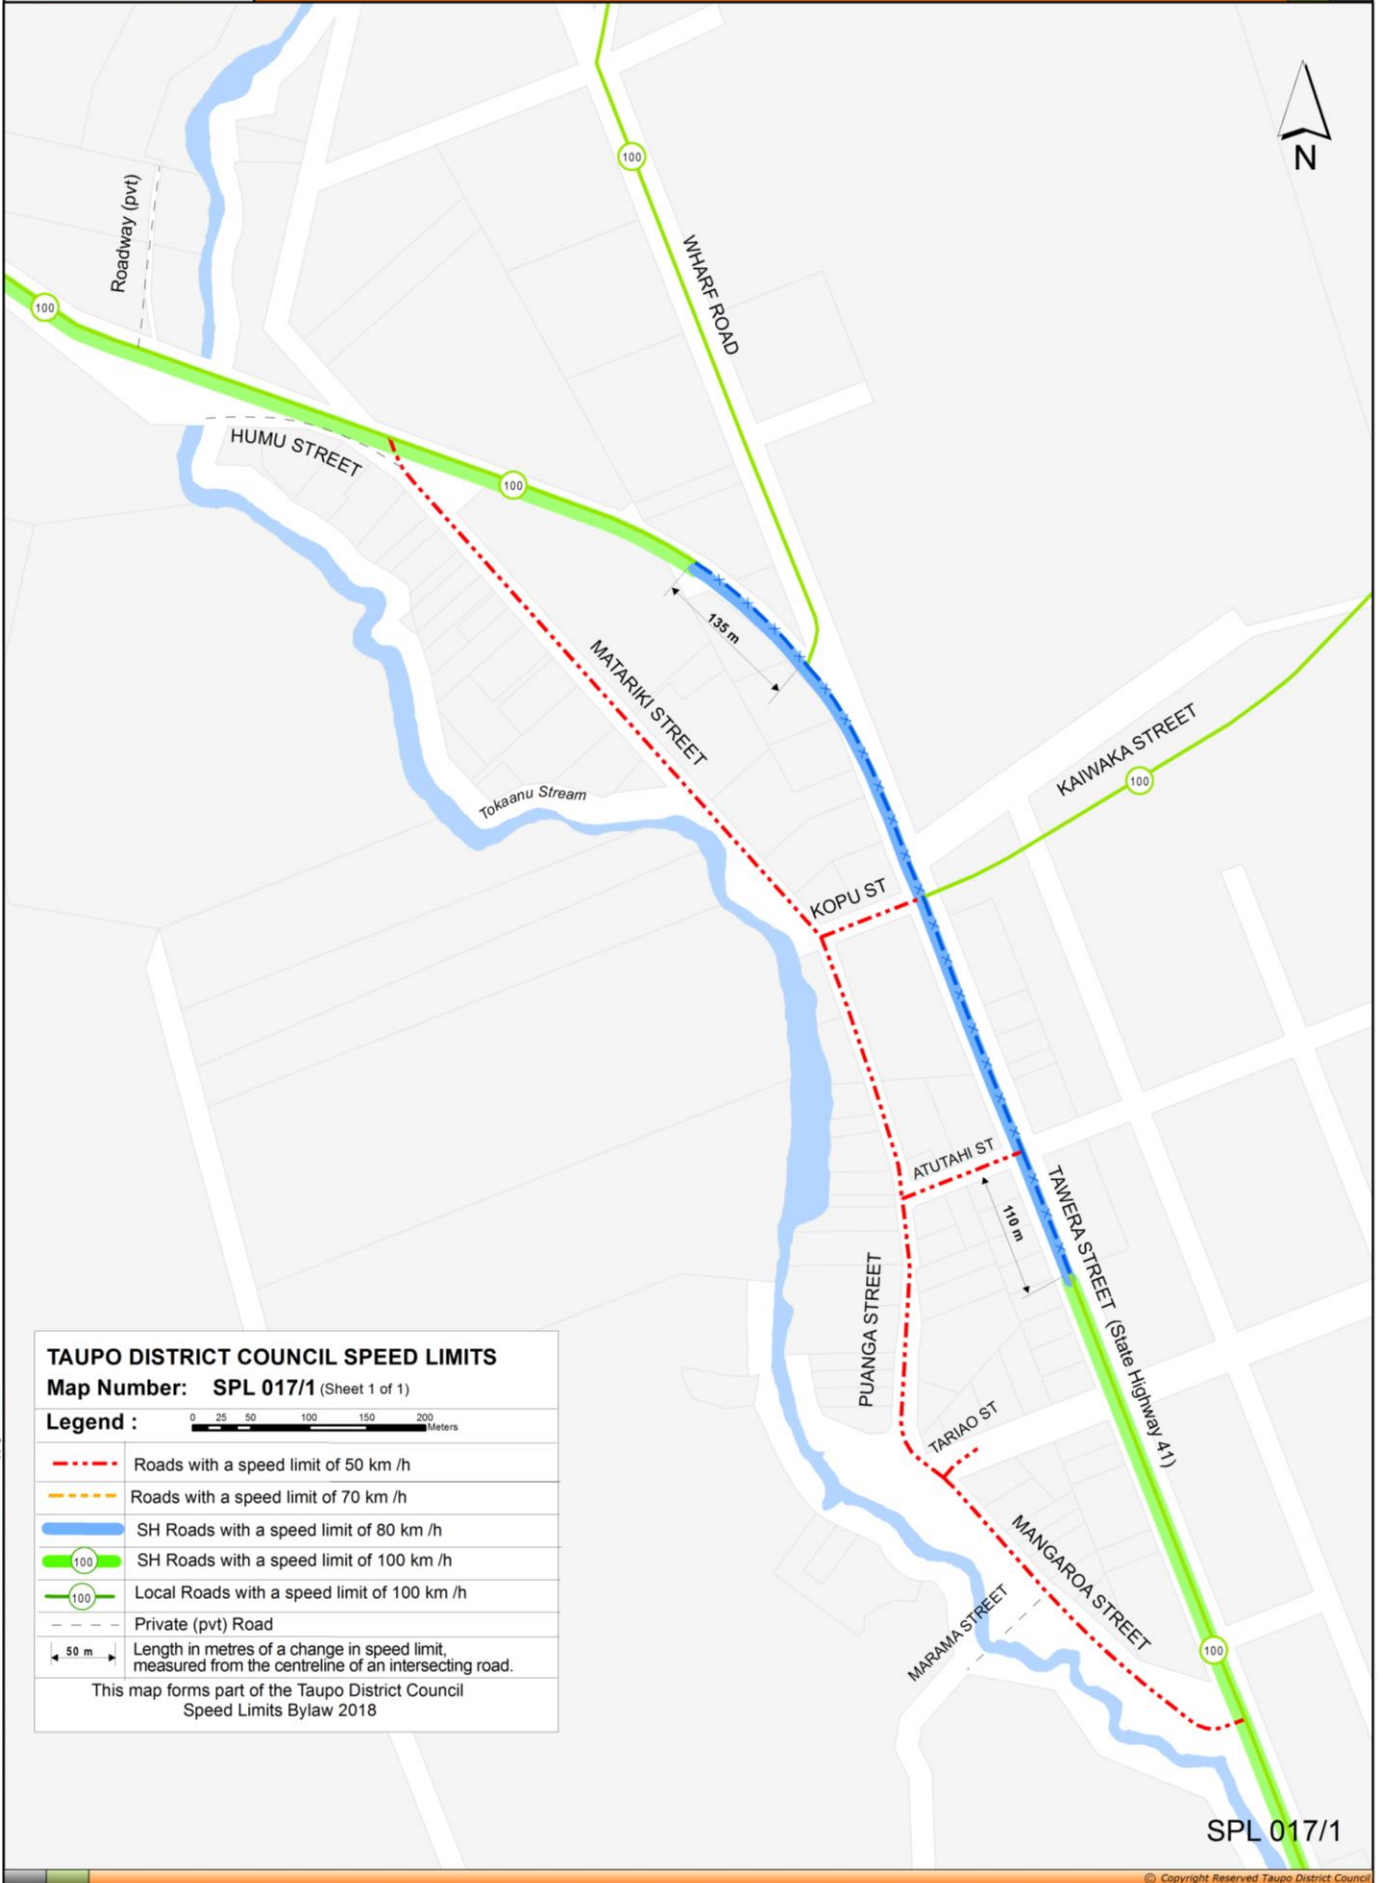 N
100
Roadway (pvt)
WHARF ROAD
100
HUMU STREET
100
135 m
MATARIKI STREET
KAIWAKA STREET
100
Tokaanu Stream
KOPU ST
ATUTAHI ST
110 m
TAWERA STREET (State Highway 41)
PUANGA STREET
TARIAO ST
MANGAROA STREET
MARAMA STREET
100
TAUPO DISTRICT COUNCIL SPEED LIMITS
Map Number: SPL 017/1 (Sheet 1 of 1)
Legend :
0 25 50 100 150 200
Meters
Roads with a speed limit of 50 km /h
Roads with a speed limit of 70 km /h
SH Roads with a speed limit of 80 km /h
100 SH Roads with a speed limit of 100 km /h
100 Local Roads with a speed limit of 100 km /h
Private (pvt) Road
50 m Length in metres of a change in speed limit,
measured from the centreline of an intersecting road.
This map forms part of the Taupo District Council
Speed Limits Bylaw 2018
SPL 017/1
© Copyright Reserved Taupo District Council